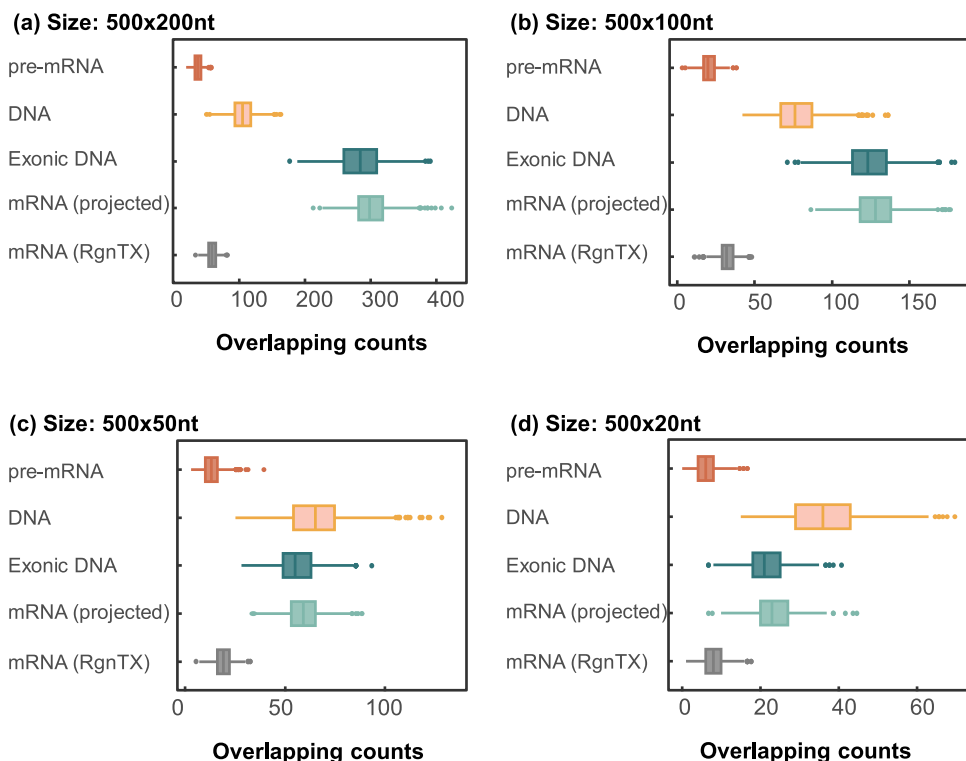 (a) Size: 500x200nt
pre-mRNA
DNA
Exonic DNA
mRNA (projected)
mRNA (RgnTX)
0 100 200 300 400
Overlapping counts
(b) Size: 500x100nt
pre-mRNA
DNA
Exonic DNA
mRNA (projected)
mRNA (RgnTX)
0 50 100 150
Overlapping counts
(c) Size: 500x50nt
pre-mRNA
DNA
Exonic DNA
mRNA (projected)
mRNA (RgnTX)
0 50 100
Overlapping counts
(d) Size: 500x20nt
pre-mRNA
DNA
Exonic DNA
mRNA (projected)
mRNA (RgnTX)
0 20 40 60
Overlapping counts